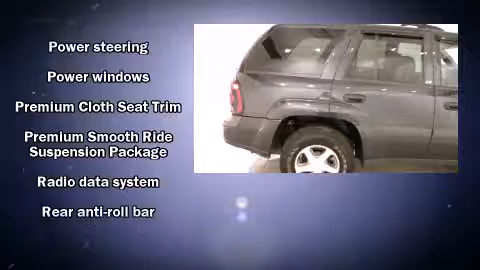 Power steering
Power windows
Premium Cloth Seat Trim
Premium Smooth Ride
Suspension Package
Radio data system
Rear anti-roll bar